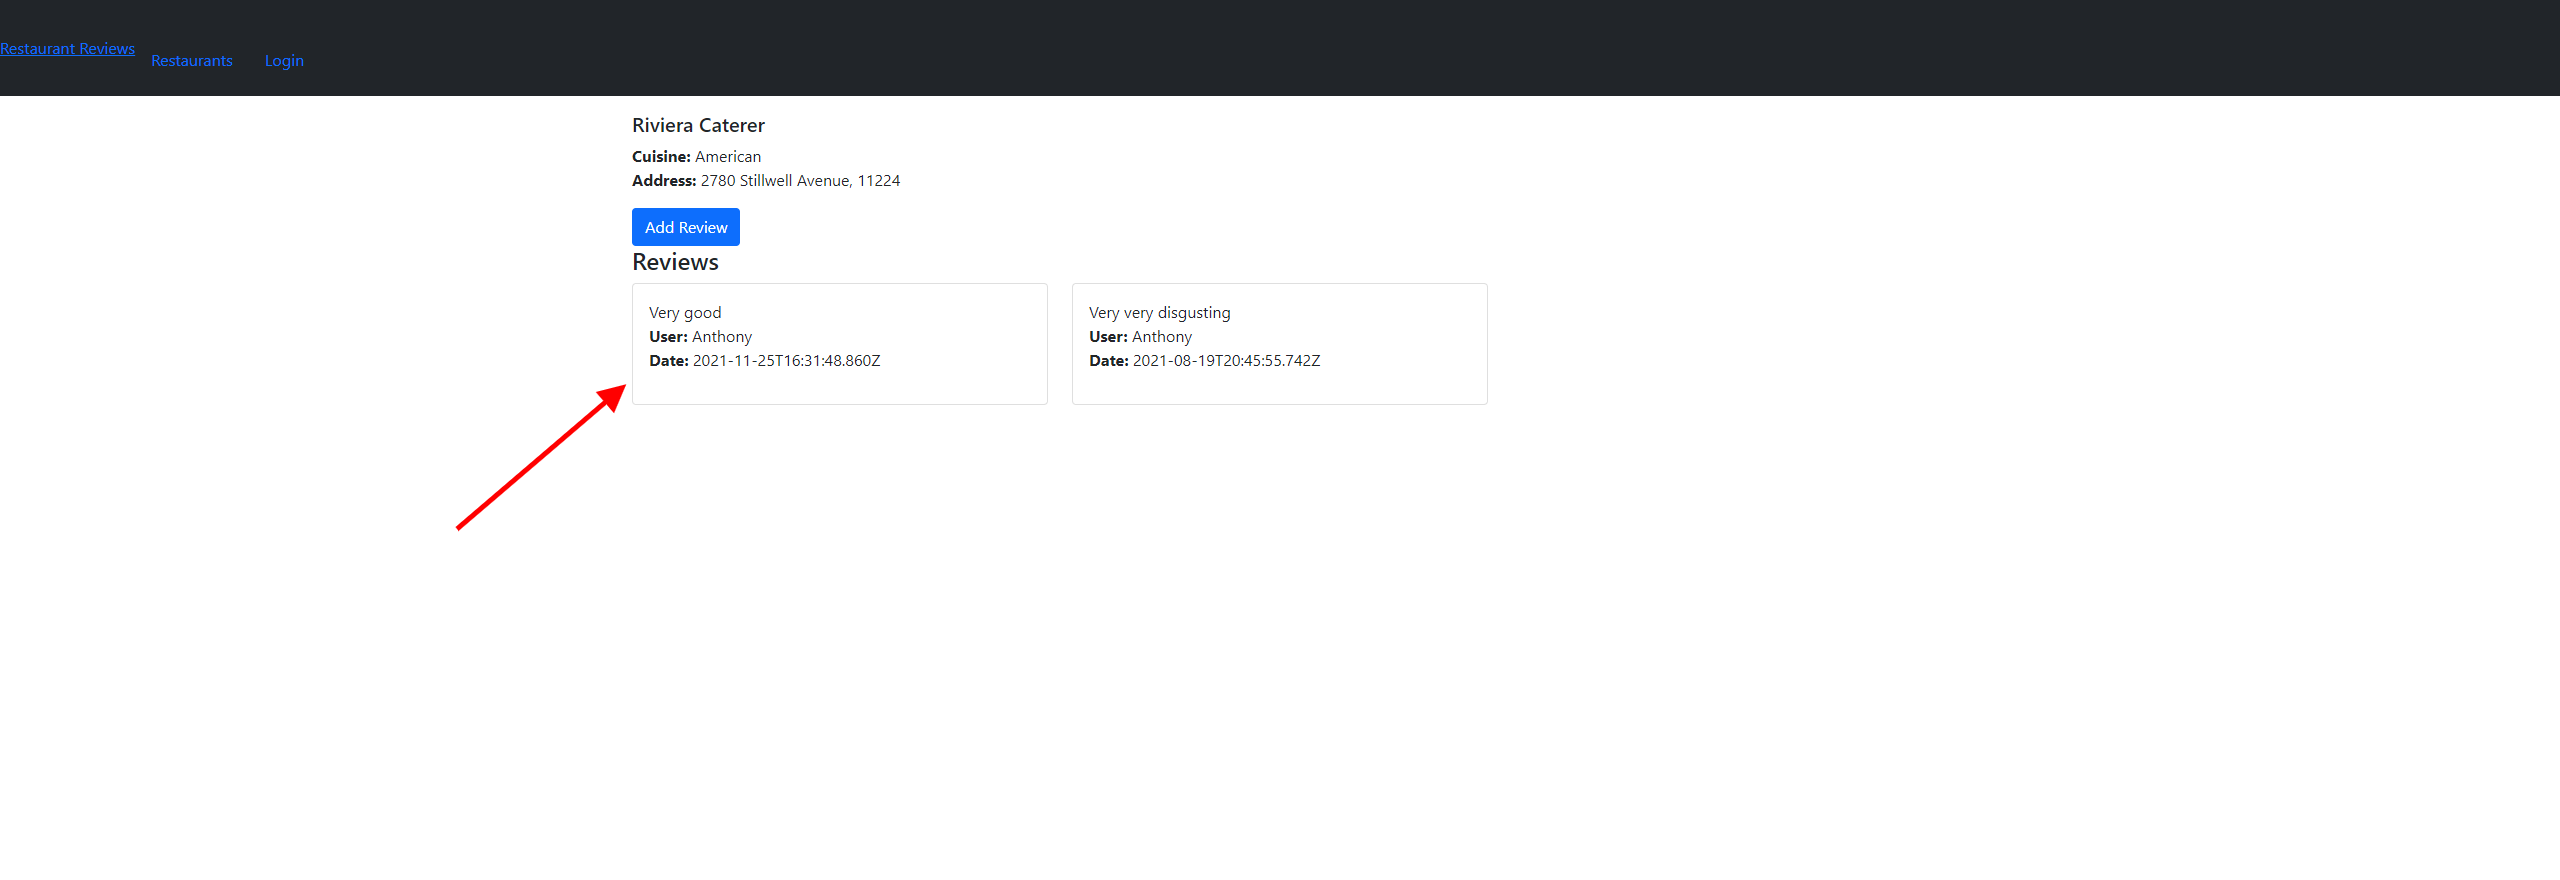 Restaurant Reviews
Restaurants
Login
Riviera Caterer
Cuisine: American
Address: 2780 Stillwell Avenue, 11224
Add Review
Reviews
Very good
User: Anthony
Date: 2021-11-25T16:31:48.860Z
Very very disgusting
User: Anthony
Date: 2021-08-19T20:45:55.742Z